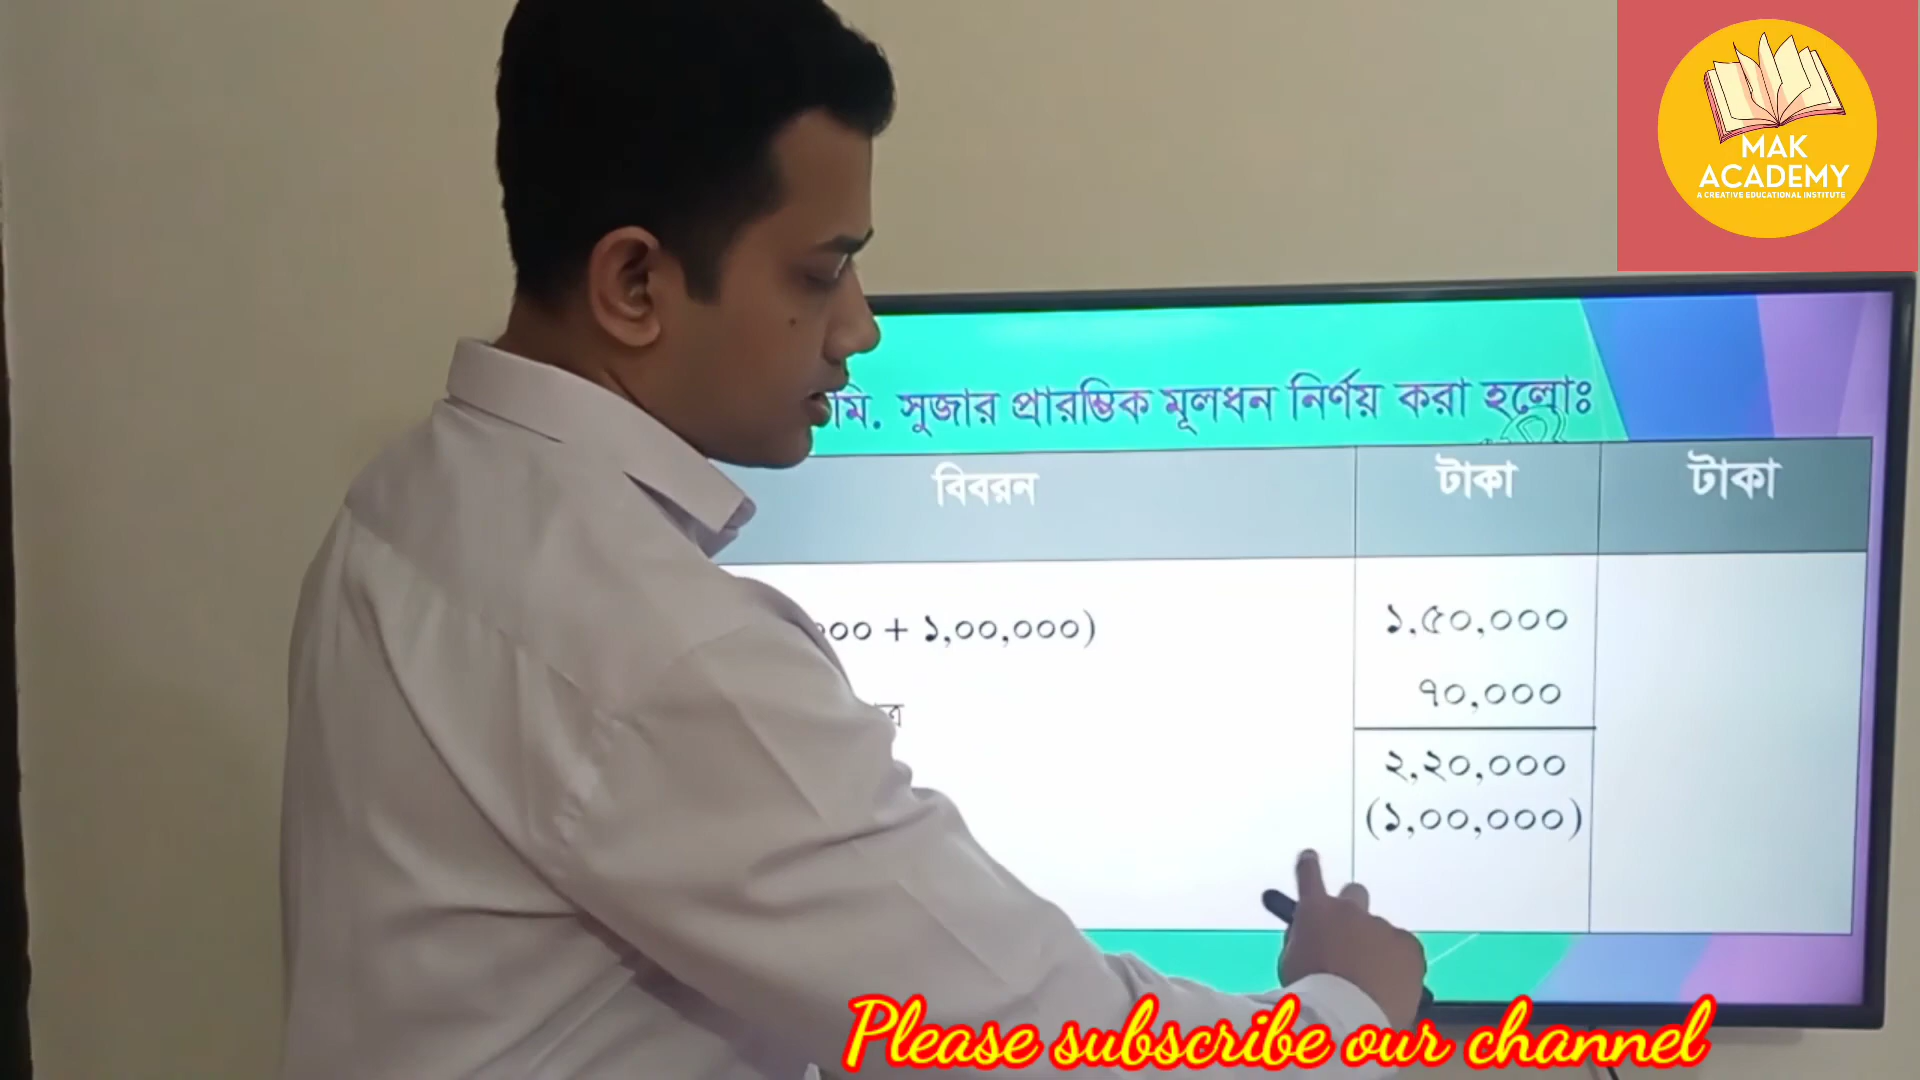 MAK
ACADEMY
A CREATIVE EDUCATIONAL INSTITUTE
মি. সুজার প্রারম্ভিক মূলধন নির্ণয় করা হলোঃ
বিবরন টাকা টাকা
০০ + ১,০০,০০০) ১,৫০,০০০
৭০,০০০
২,২০,০০০
(১,০০,০০০)
Please subscribe our channel